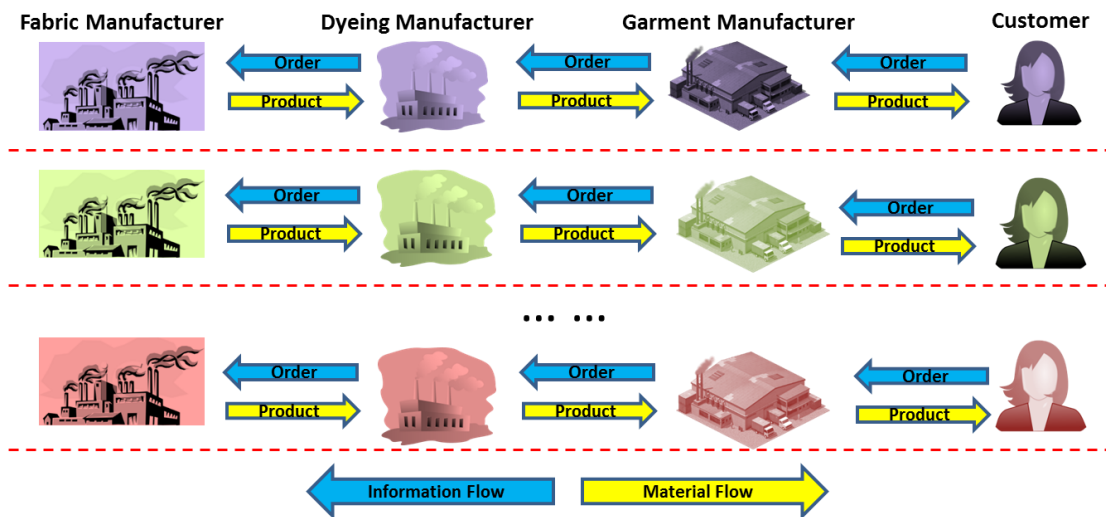 Fabric Manufacturer Dyeing Manufacturer Garment Manufacturer Customer
Order Order Order
Product Product Product
Order Order Order
Product Product Product
... ...
Order Order Order
Product Product Product
Information Flow Material Flow